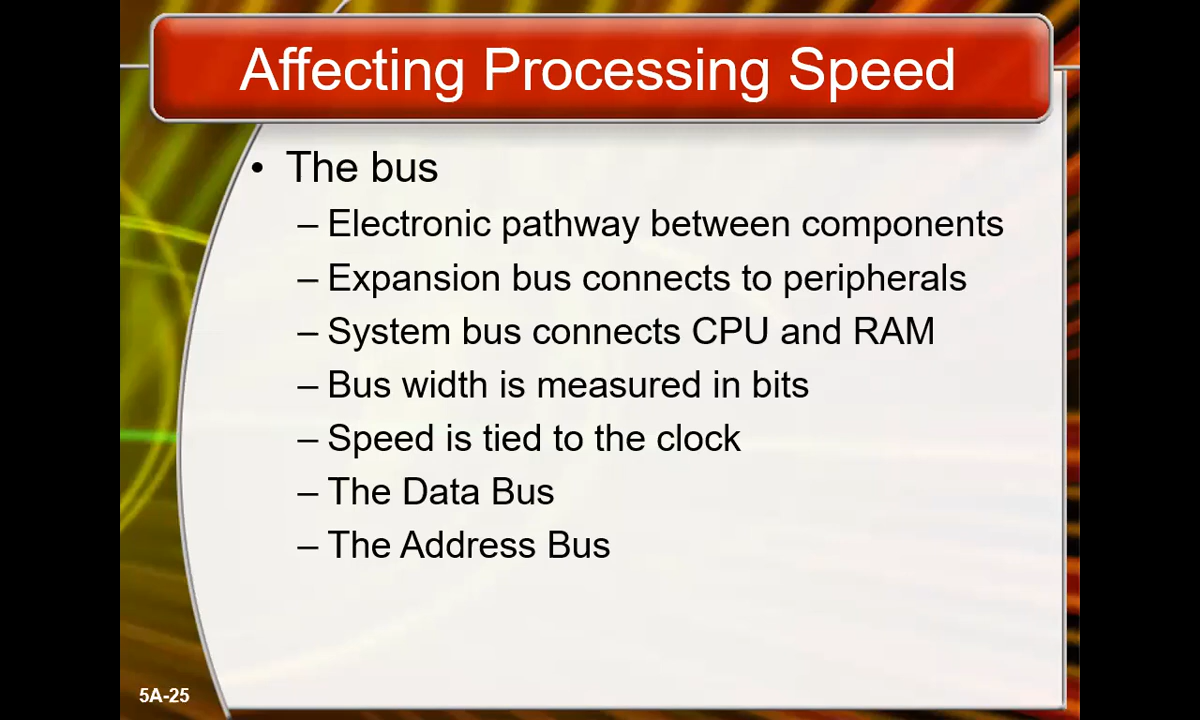 Affecting Processing Speed
• The bus
– Electronic pathway between components
– Expansion bus connects to peripherals
– System bus connects CPU and RAM
– Bus width is measured in bits
– Speed is tied to the clock
– The Data Bus
– The Address Bus
5A-25